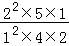 2² × 5 × 1
1² × 4 × 2